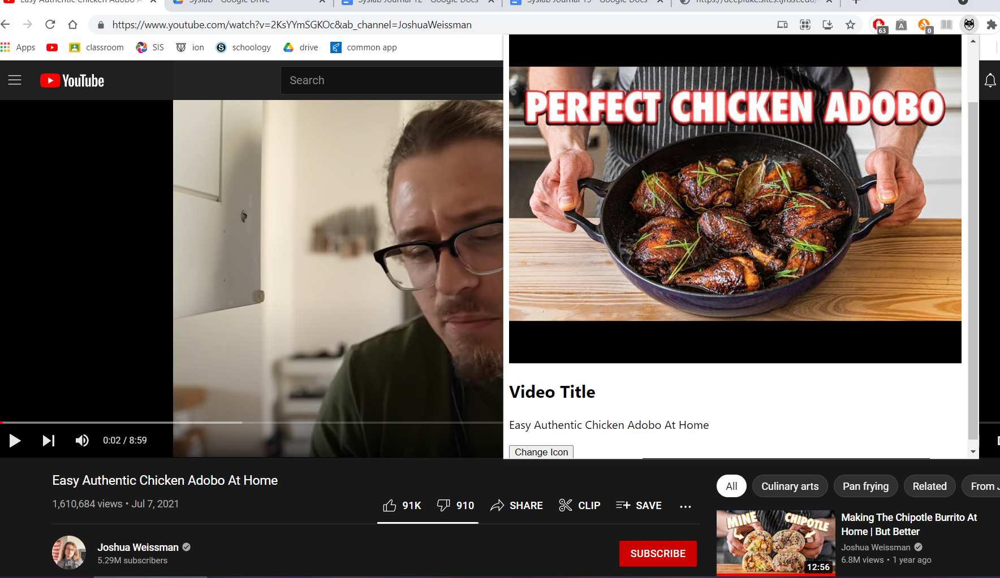 Easy Authentic Chicken Adobo A
Syslab - Google Drive
Syslab Journal 12 - Google Docs
Syslab Journal 13 - Google Docs
https://deepfake.sites.tjhsst.edu/
https://www.youtube.com/watch?v=2KsYYmSGKOc&ab_channel=JoshuaWeissman
63
A
0
Apps
classroom
SIS
ion
S
schoology
drive
common app
YouTube
Search
PERFECT CHICKEN ADOBO
Video Title
Easy Authentic Chicken Adobo At Home
Change Icon
0:02 / 8:59
Easy Authentic Chicken Adobo At Home
1,610,684 views • Jul 7, 2021
91K
910
SHARE
CLIP
SAVE
Joshua Weissman
5.29M subscribers
SUBSCRIBE
All
Culinary arts
Pan frying
Related
From J
MINE
CHIPOTLE
12:56
Making The Chipotle Burrito At
Home | But Better
Joshua Weissman
6.8M views • 1 year ago